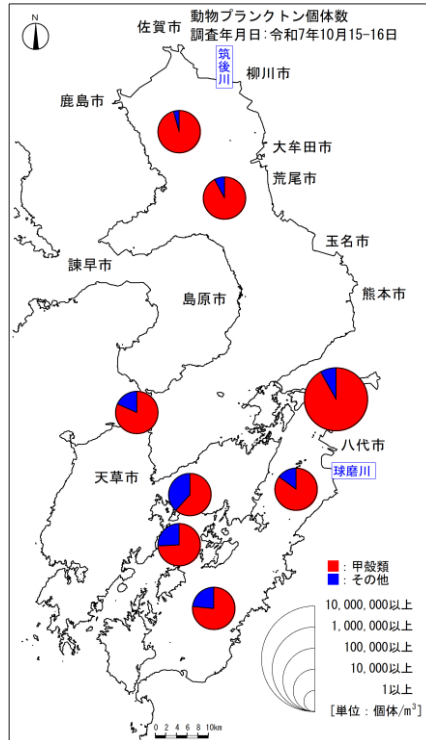 動物プランクトン個体数
調査年月日:令和7年10月15-16日
佐賀市
筑後川
柳川市
鹿島市
大牟田市
荒尾市
玉名市
諫早市
島原市
熊本市
八代市
天草市
球磨川
:甲殻類
:その他
10,000,000以上
1,000,000以上
100,000以上
10,000以上
1以上
[単位:個体/m³]
0 2 4 6 8 10km